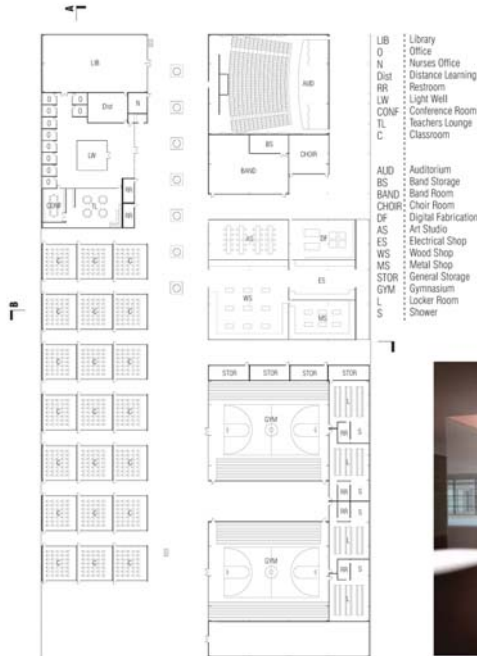 A
LIB
Dist
N
O
O
O
O
O
O
O
O
O
O
LW
CONF
TL
RR
RR
C C C
C C C
C C C
C C C
C C C
C C C
C C C
B
AUD
BS
BAND
CHOIR
AS
DF
ES
WS
MS
STOR STOR STOR STOR
GYM
L
RR S
L
RR S
RR S
GYM
L
RR S
L
LIB Library
O Office
N Nurses Office
Dist Distance Learning
RR Restroom
LW Light Well
CONF Conference Room
TL Teachers Lounge
C Classroom
AUD Auditorium
BS Band Storage
BAND Band Room
CHOIR Choir Room
DF Digital Fabrication
AS Art Studio
ES Electrical Shop
WS Wood Shop
MS Metal Shop
STOR General Storage
GYM Gymnasium
L Locker Room
S Shower